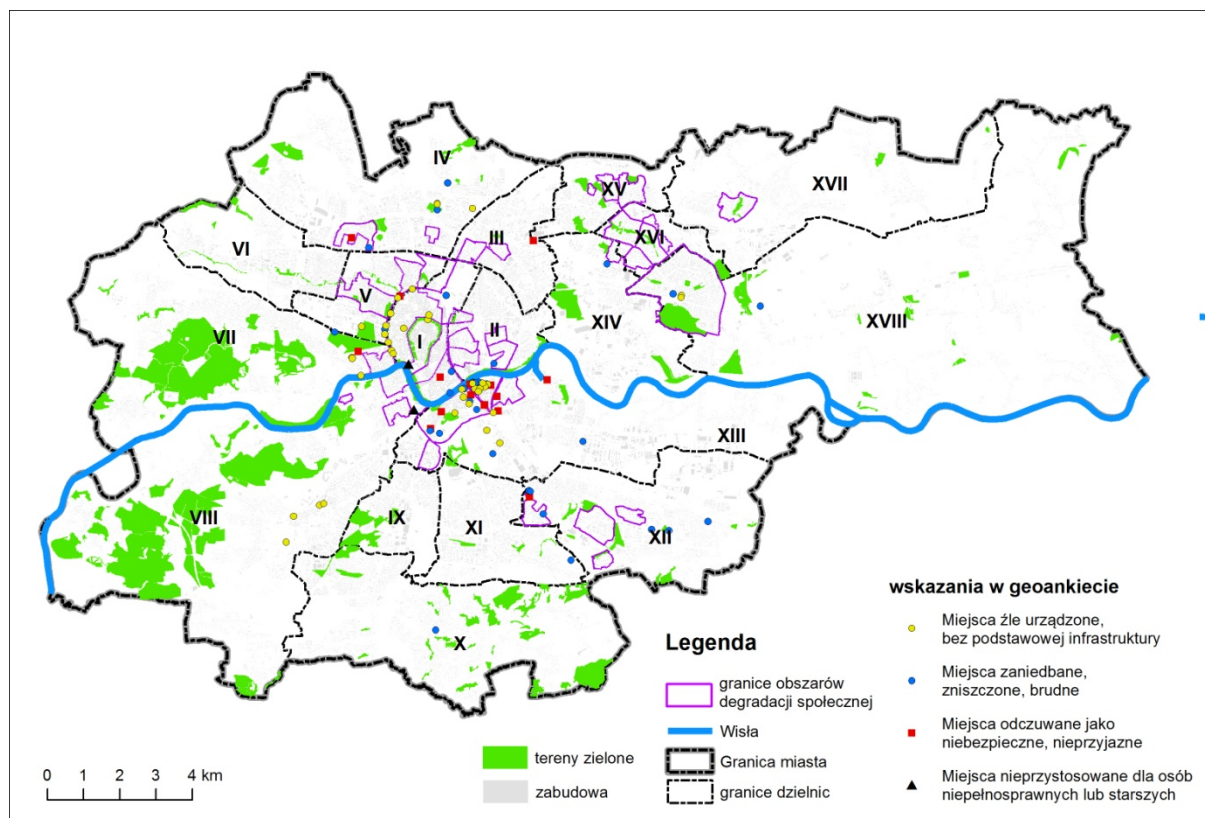 IV
XV
XVII
VI
III
XVI
V
XVIII
VII
I
II
XIV
XIII
VIII
IX
XI
XII
X
Legenda
granice obszarów
degradacji społecznej
Wisła
tereny zielone
Granica miasta
zabudowa
granice dzielnic
0 1 2 4 km
wskazania w geoankiecie
Miejsca źle urządzone,
bez podstawowej infrastruktury
Miejsca zaniedbane,
zniszczone, brudne
Miejsca odczuwane jako
niebezpieczne, nieprzyjazne
Miejsca nieprzystosowane dla osób
niepełnosprawnych lub starszych